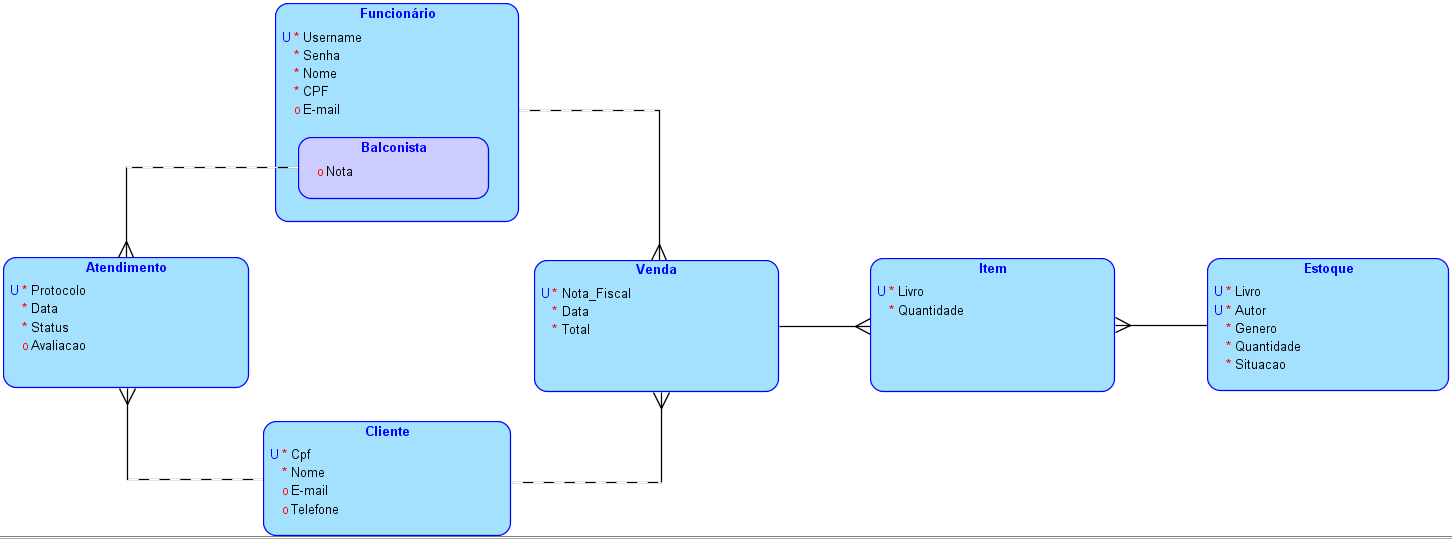 Funcionário
U * Username
* Senha
* Nome
* CPF
o E-mail
Balconista
o Nota
Atendimento
U * Protocolo
* Data
* Status
o Avaliacao
Venda
U * Nota_Fiscal
* Data
* Total
Item
U * Livro
* Quantidade
Estoque
U * Livro
U * Autor
* Genero
* Quantidade
* Situacao
Cliente
U * Cpf
* Nome
o E-mail
o Telefone